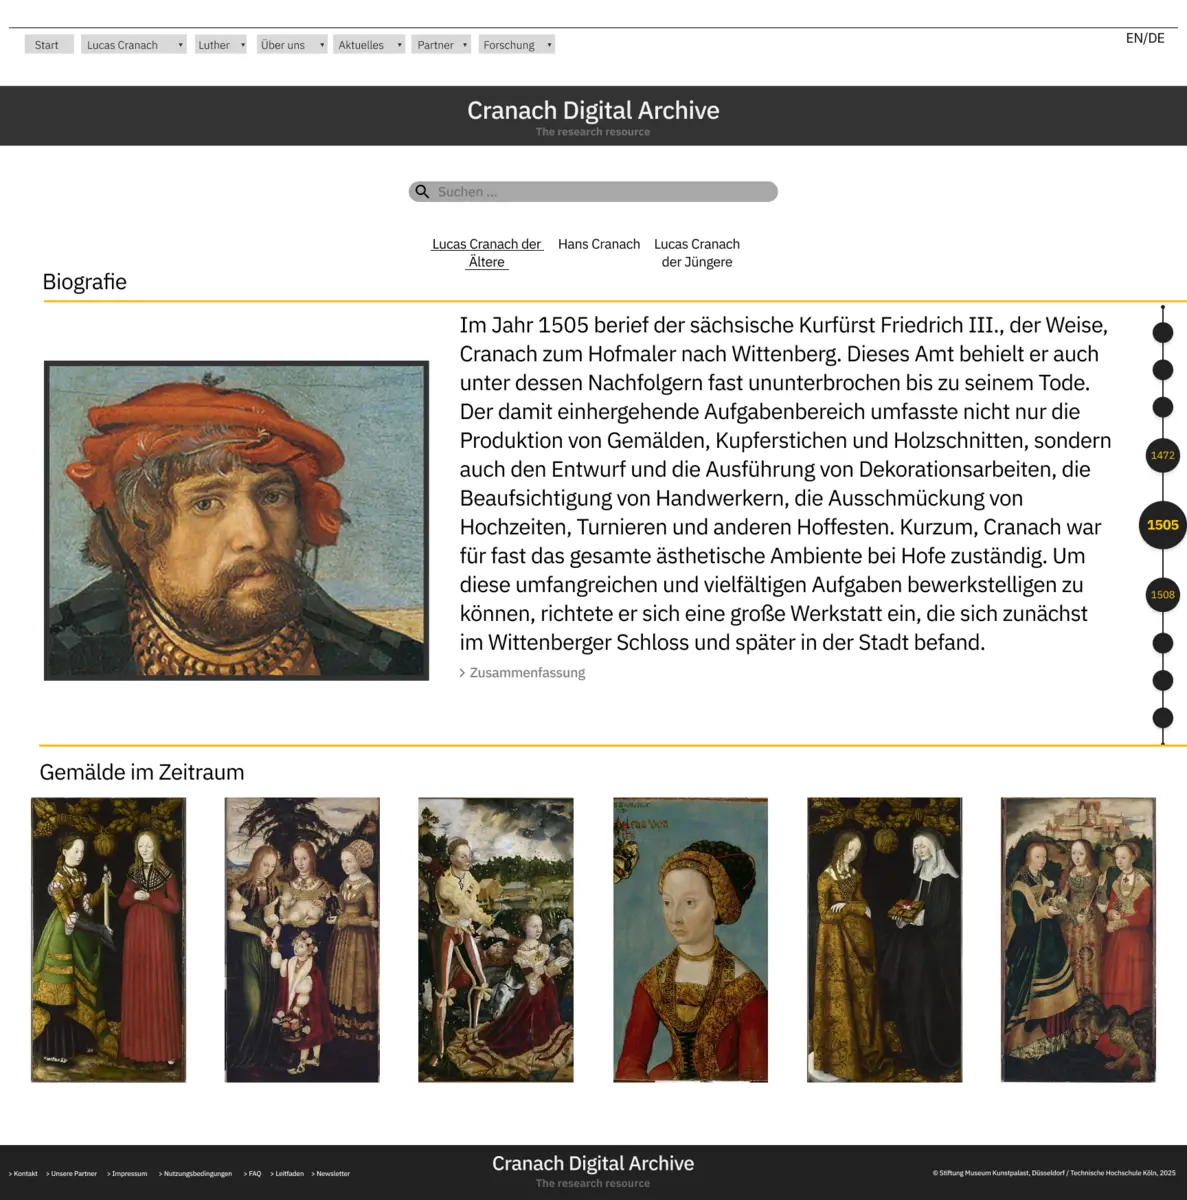 Start Lucas Cranach Luther Über uns Aktuelles Partner Forschung EN/DE
Cranach Digital Archive
The research resource
Suchen ...
Lucas Cranach der Ältere
Hans Cranach
Lucas Cranach der Jüngere
Biografie
Im Jahr 1505 berief der sächsische Kurfürst Friedrich III., der Weise,
Cranach zum Hofmaler nach Wittenberg. Dieses Amt behielt er auch
unter dessen Nachfolgern fast ununterbrochen bis zu seinem Tode.
Der damit einhergehende Aufgabenbereich umfasste nicht nur die
Produktion von Gemälden, Kupferstichen und Holzschnitten, sondern
auch den Entwurf und die Ausführung von Dekorationsarbeiten, die
Beaufsichtigung von Handwerkern, die Ausschmückung von
Hochzeiten, Turnieren und anderen Hoffesten. Kurzum, Cranach war
für fast das gesamte ästhetische Ambiente bei Hofe zuständig. Um
diese umfangreichen und vielfältigen Aufgaben bewerkstelligen zu
können, richtete er sich eine große Werkstatt ein, die sich zunächst
im Wittenberger Schloss und später in der Stadt befand.
> Zusammenfassung
1472
1505
1508
Gemälde im Zeitraum
> Kontakt > Unsere Partner > Impressum > Nutzungsbedingungen > FAQ > Leitfaden > Newsletter
Cranach Digital Archive
The research resource
© Stiftung Museum Kunstpalast, Düsseldorf / Technische Hochschule Köln, 2025